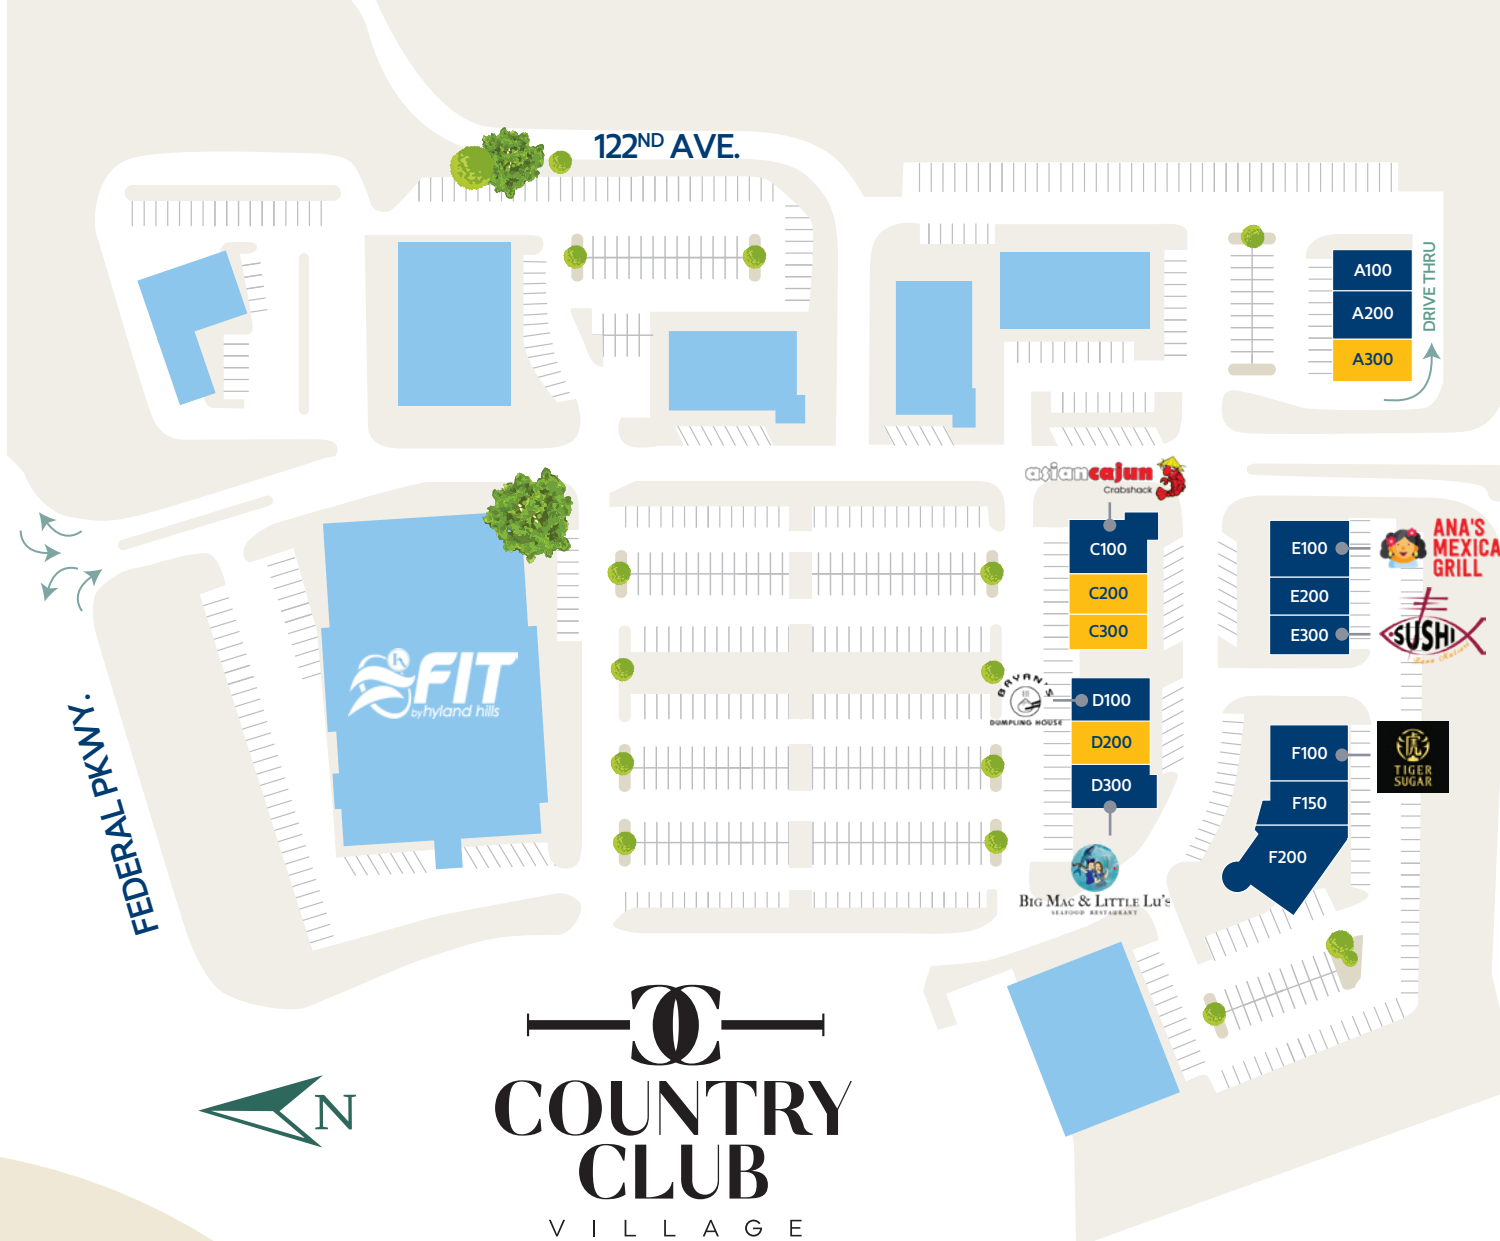 122ND AVE.
A100
A200
A300
DRIVE THRU
asiancajun
Crabshack
C100
C200
C300
E100
E200
E300
ANA'S
MEXICA
GRILL
SUSHI
BRYAN'S
DUMPLING HOUSE
D100
D200
D300
FIT
by hyland hills
F100
F150
F200
TIGER
SUGAR
BIG MAC & LITTLE LU'S
SEAFOOD RESTAURANT
FEDERAL PKWY.
N
COUNTRY
CLUB
VILLAGE